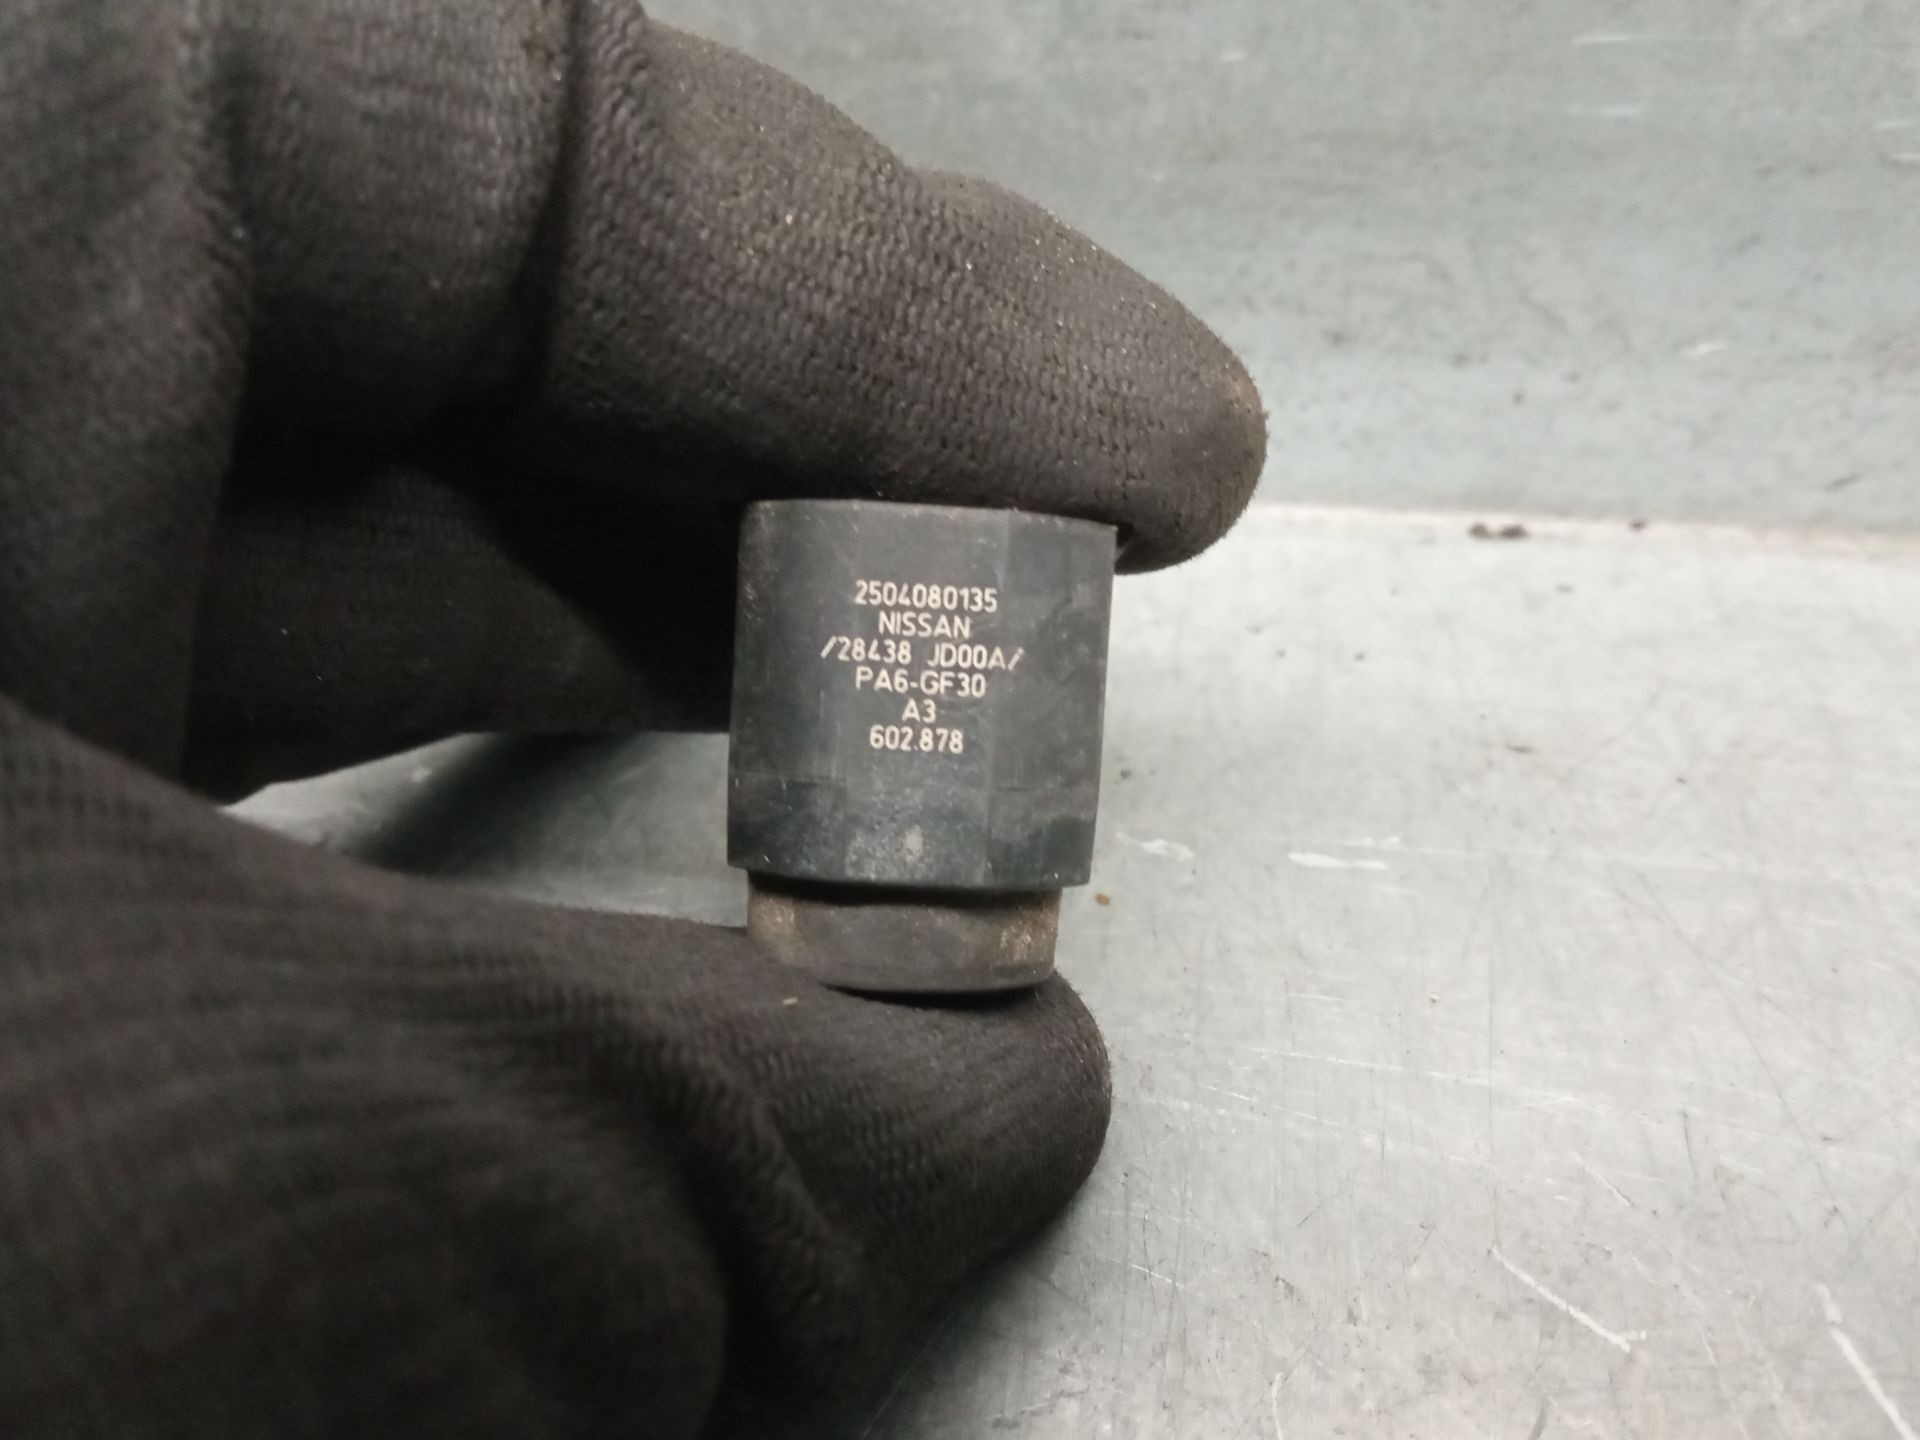 2504080135
NISSAN
/28438 JD00A/
PA6-GF30
A3
602.878